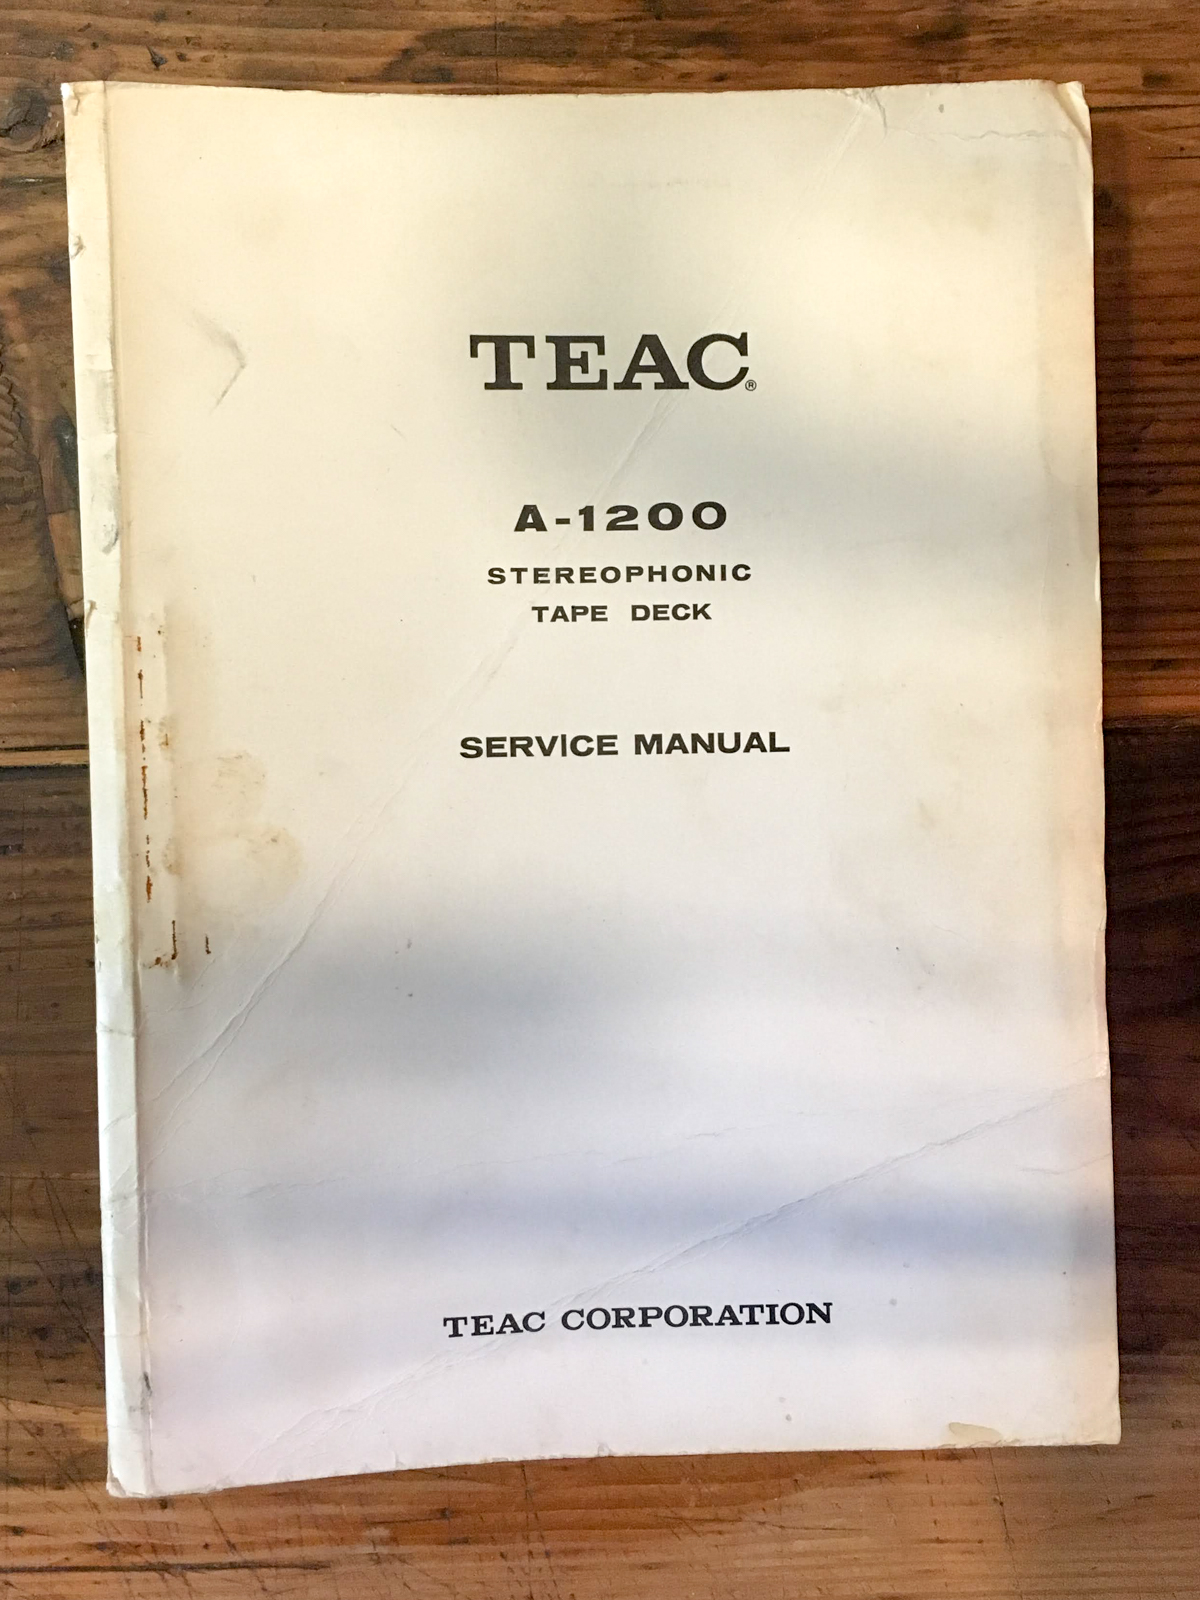 TEAC®
A-1200
STEREOPHONIC
TAPE DECK
SERVICE MANUAL
TEAC CORPORATION